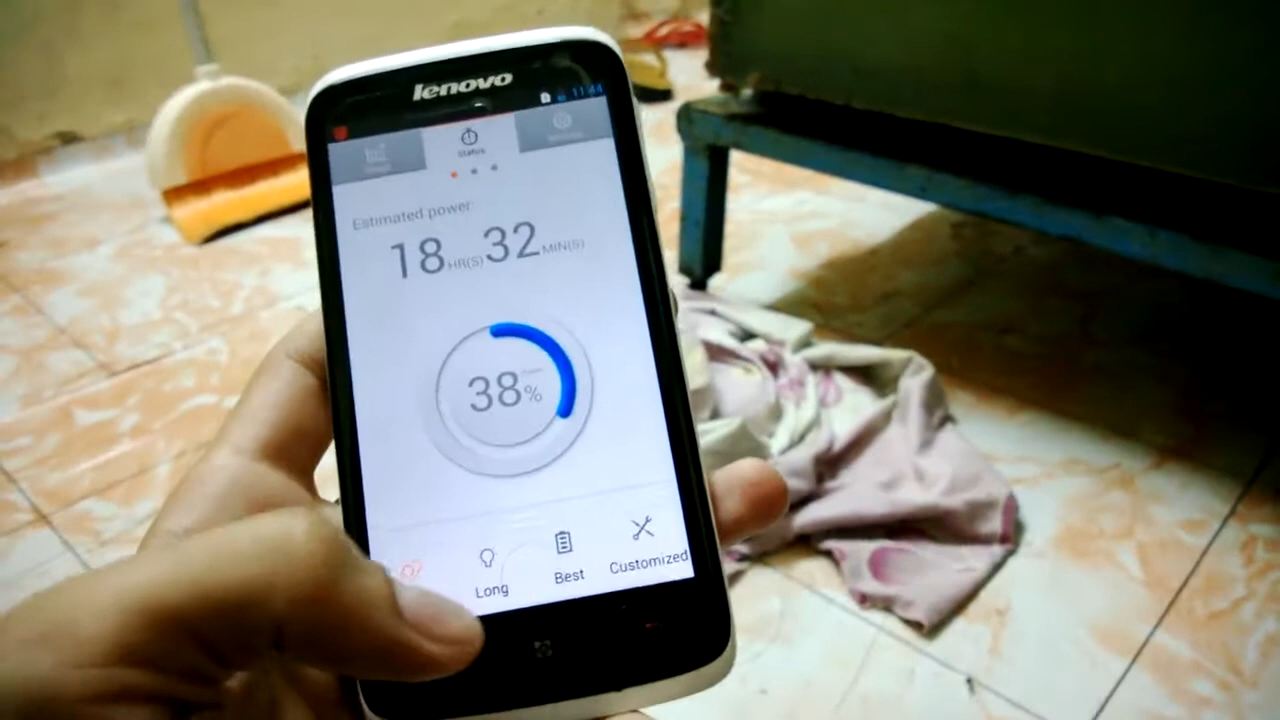 lenovo
11:44
Status
Estimated power:
18 HR(S) 32 MIN(S)
38 %
Long
Best
Customized